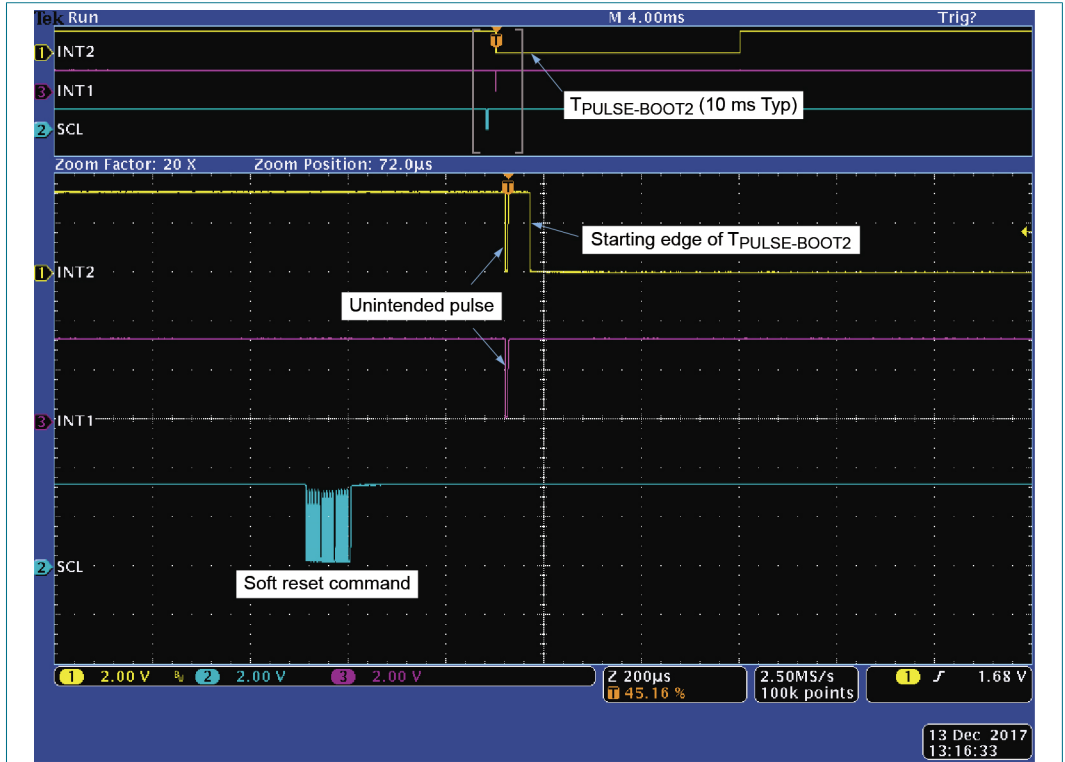 Tek Run M 4.00ms Trig?
T
1 INT2
3 INT1
TPULSE-BOOT2 (10 ms Typ)
2 SCL
Zoom Factor: 20 X Zoom Position: 72.0µs
T
Starting edge of TPULSE-BOOT2
1 INT2
Unintended pulse
3 INT1
2 SCL
Soft reset command
1 2.00 V BW 2 2.00 V 3 2.00 V
Z 200µs
T 45.16 %
2.50MS/s
100k points
1 1.68 V
13 Dec 2017
13:16:33